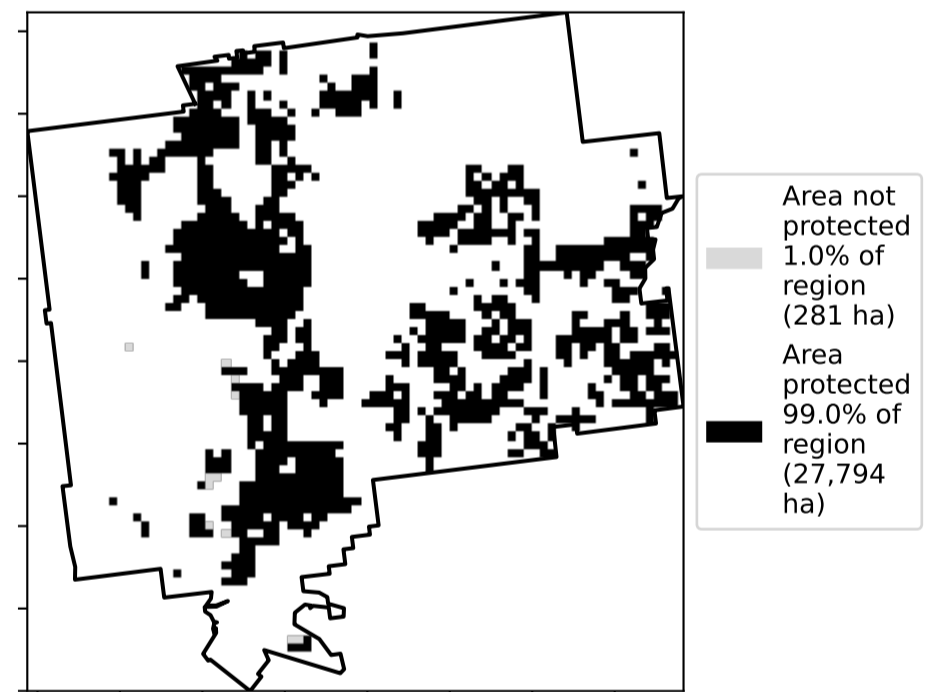 Area not
protected
1.0% of
region
(281 ha)
Area
protected
99.0% of
region
(27,794
ha)